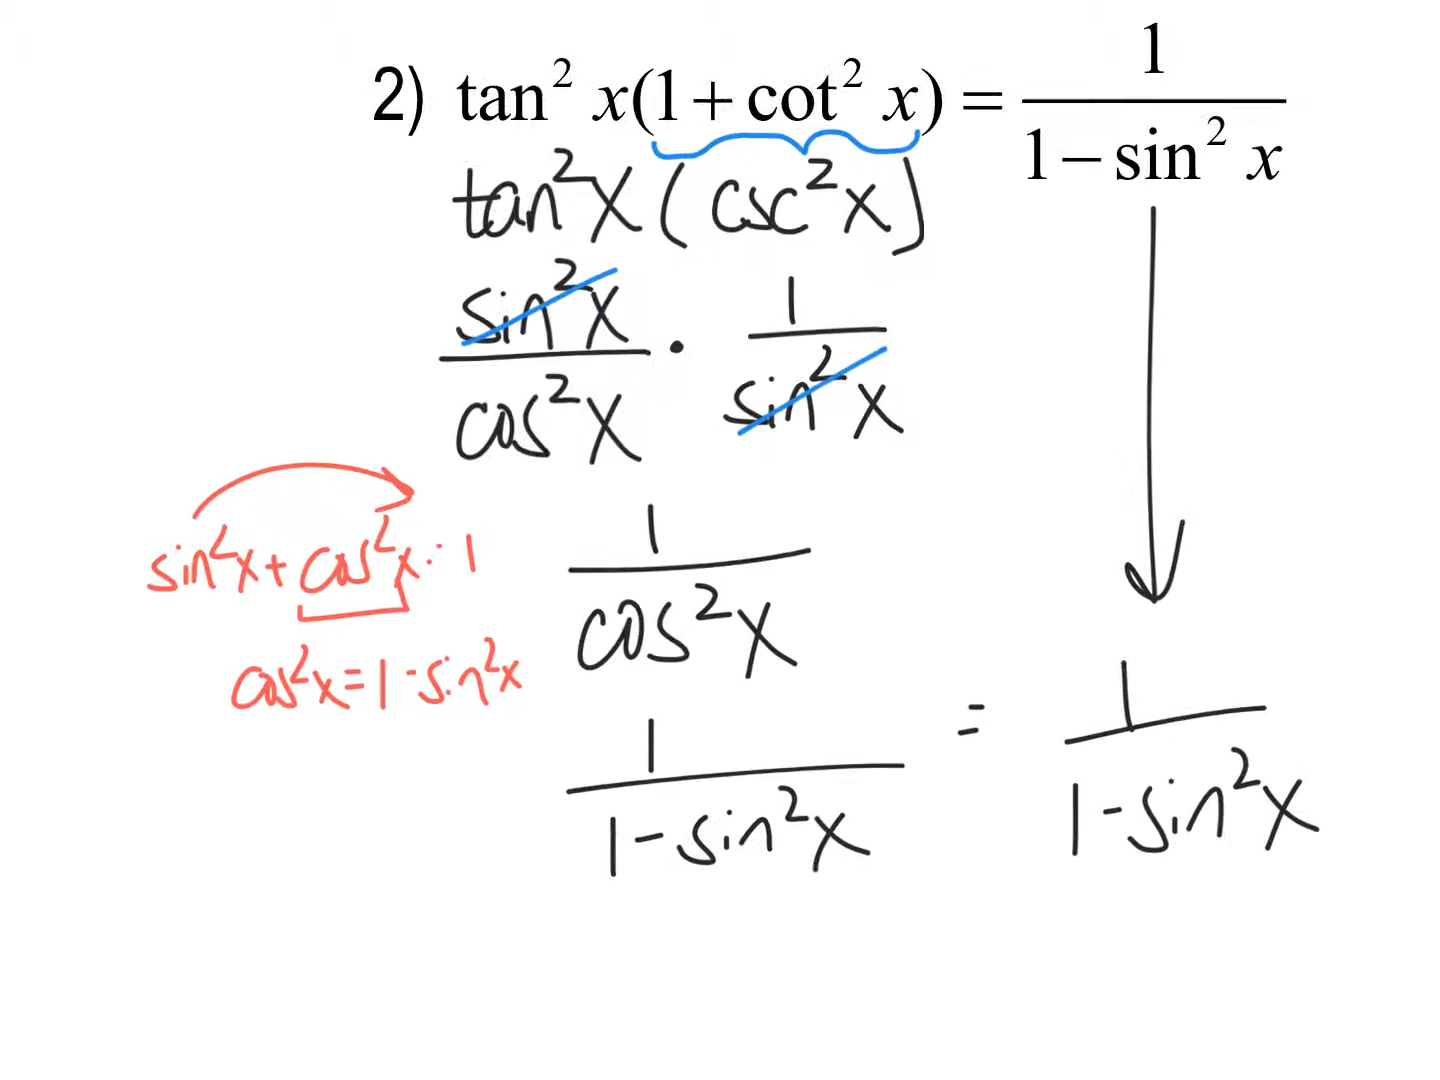 2) tan² x(1 + cot² x) = 1/(1 − sin² x)
tan²x (csc²x)
sin²x/cos²x · 1/sin²x
1/cos²x
sin²x + cos²x = 1
cos²x = 1 - sin²x
1/(1 - sin²x) = 1/(1 - sin²x)